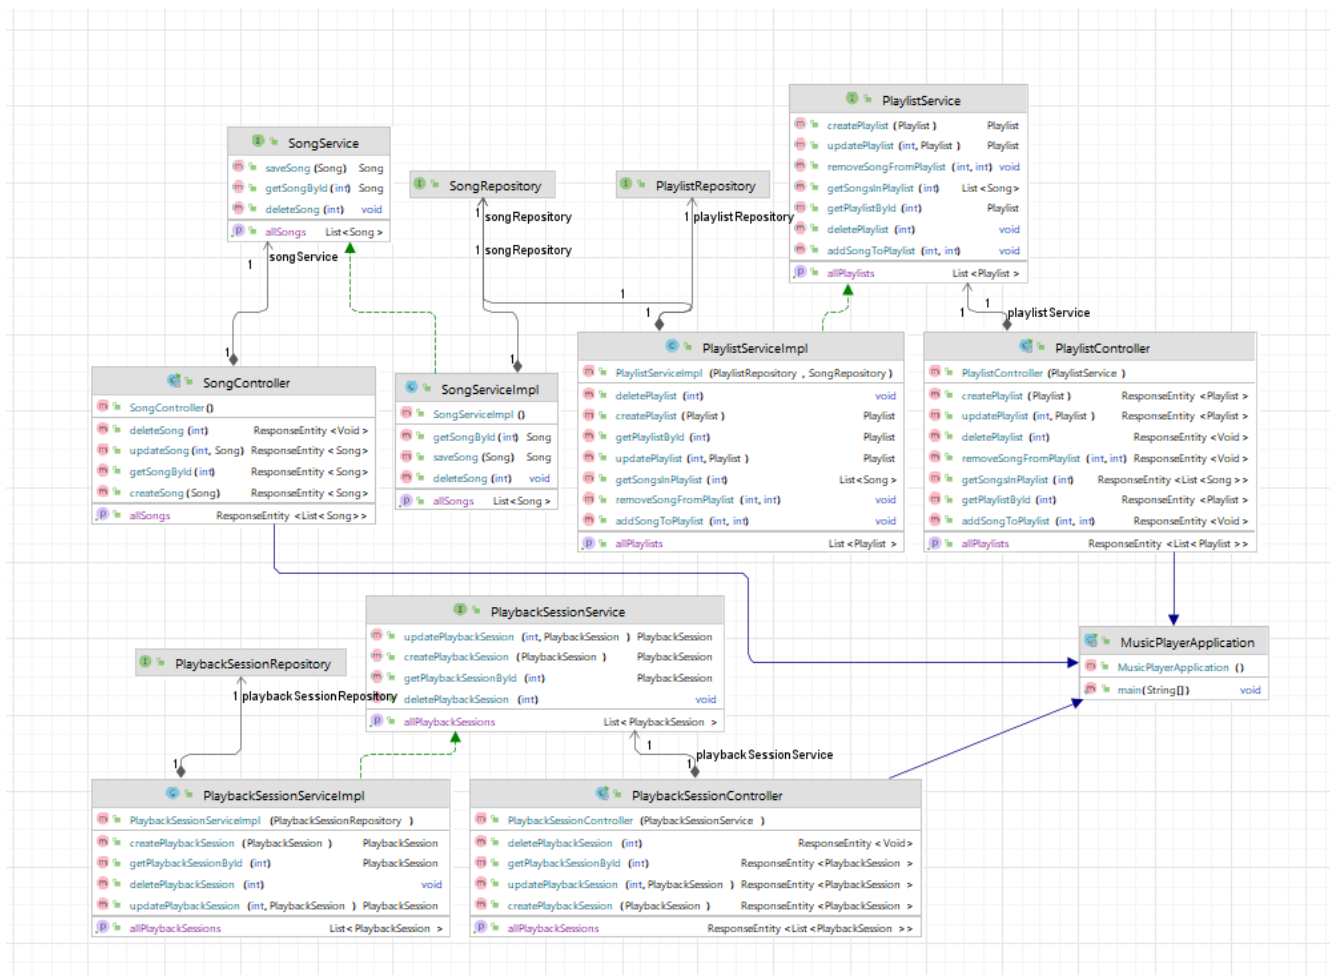 PlaylistService
createPlaylist (Playlist) Playlist
updatePlaylist (int, Playlist) Playlist
removeSongFromPlaylist (int, int) void
getSongsInPlaylist (int) List<Song>
getPlaylistById (int) Playlist
deletePlaylist (int) void
addSongToPlaylist (int, int) void
allPlaylists List<Playlist>
SongService
saveSong (Song) Song
getSongById (int) Song
deleteSong (int) void
allSongs List<Song>
SongRepository
PlaylistRepository
1 songRepository
1 playlistRepository
1 songRepository
songService
1
1
1
1
1
playlistService
1
1
1
SongController
SongController()
deleteSong (int) ResponseEntity<Void>
updateSong (int, Song) ResponseEntity<Song>
getSongById (int) ResponseEntity<Song>
createSong (Song) ResponseEntity<Song>
allSongs ResponseEntity<List<Song>>
SongServiceImpl
SongServiceImpl ()
getSongById (int) Song
saveSong (Song) Song
deleteSong (int) void
allSongs List<Song>
PlaylistServiceImpl
PlaylistServiceImpl (PlaylistRepository, SongRepository)
deletePlaylist (int) void
createPlaylist (Playlist) Playlist
getPlaylistById (int) Playlist
updatePlaylist (int, Playlist) Playlist
getSongsInPlaylist (int) List<Song>
removeSongFromPlaylist (int, int) void
addSongToPlaylist (int, int) void
allPlaylists List<Playlist>
PlaylistController
PlaylistController (PlaylistService)
createPlaylist (Playlist) ResponseEntity<Playlist>
updatePlaylist (int, Playlist) ResponseEntity<Playlist>
deletePlaylist (int) ResponseEntity<Void>
removeSongFromPlaylist (int, int) ResponseEntity<Void>
getSongsInPlaylist (int) ResponseEntity<List<Song>>
getPlaylistById (int) ResponseEntity<Playlist>
addSongToPlaylist (int, int) ResponseEntity<Void>
allPlaylists ResponseEntity<List<Playlist>>
PlaybackSessionService
updatePlaybackSession (int, PlaybackSession) PlaybackSession
createPlaybackSession (PlaybackSession) PlaybackSession
getPlaybackSessionById (int) PlaybackSession
deletePlaybackSession (int) void
allPlaybackSessions List<PlaybackSession>
PlaybackSessionRepository
1 playbackSessionRepository
1
MusicPlayerApplication
MusicPlayerApplication ()
main(String[]) void
1
playbackSessionService
1
PlaybackSessionServiceImpl
PlaybackSessionServiceImpl (PlaybackSessionRepository)
createPlaybackSession (PlaybackSession) PlaybackSession
getPlaybackSessionById (int) PlaybackSession
deletePlaybackSession (int) void
updatePlaybackSession (int, PlaybackSession) PlaybackSession
allPlaybackSessions List<PlaybackSession>
PlaybackSessionController
PlaybackSessionController (PlaybackSessionService)
deletePlaybackSession (int) ResponseEntity<Void>
getPlaybackSessionById (int) ResponseEntity<PlaybackSession>
updatePlaybackSession (int, PlaybackSession) ResponseEntity<PlaybackSession>
createPlaybackSession (PlaybackSession) ResponseEntity<PlaybackSession>
allPlaybackSessions ResponseEntity<List<PlaybackSession>>